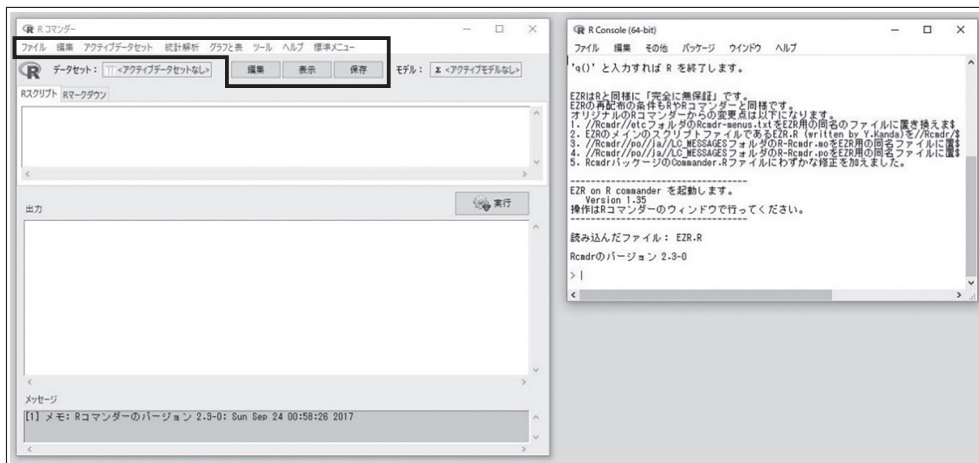 R コマンダー
ファイル 編集 アクティブデータセット 統計解析 グラフと表 ツール ヘルプ 標準メニュー
データセット: <アクティブデータセットなし> 編集 表示 保存 モデル: Σ <アクティブモデルなし>
Rスクリプト Rマークダウン
出力
実行
メッセージ
[1] メモ: Rコマンダーのバージョン 2.3-0: Sun Sep 24 00:58:26 2017
R Console (64-bit)
ファイル 編集 その他 パッケージ ウインドウ ヘルプ
'q()' と入力すれば R を終了します。
EZRはRと同様に「完全に無保証」です。
EZRの再配布の条件もRやRコマンダーと同様です。
オリジナルのRコマンダーからの変更点は以下になります。
1. //Rcmdr//etcフォルダのRcmdr-menus.txtをEZR用の同名のファイルに置き換えま$
2. EZRのメインのスクリプトファイルであるEZR.R (written by Y.Kanda)を//Rcmdr/$
3. //Rcmdr//po//ja//LC_MESSAGESフォルダのR-Rcmdr.moをEZR用の同名ファイルに置$
4. //Rcmdr//po//ja//LC_MESSAGESフォルダのR-Rcmdr.poをEZR用の同名ファイルに置$
5. RcmdrパッケージのCommander.Rファイルにわずかな修正を加えました。
-----------------------------------
EZR on R commander を起動します。
Version 1.35
操作はRコマンダーのウィンドウで行ってください。
-----------------------------------
読み込んだファイル: EZR.R
Rcmdrのバージョン 2.3-0
> |